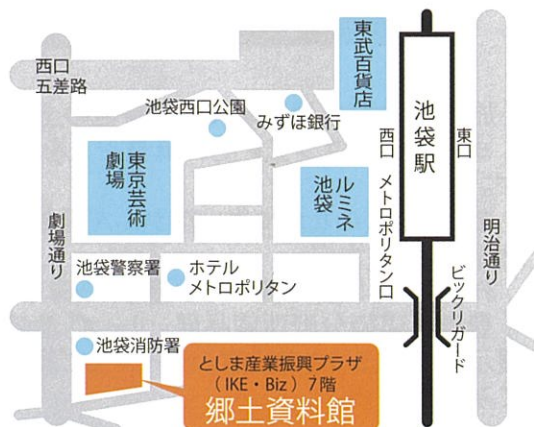 西口
五差路
東武百貨店
池袋西口公園
みずほ銀行
池袋駅
西口
東口
東京芸術
劇場
ルミネ
池袋
メトロポリタン口
明治通り
劇場通り
池袋警察署
ホテル
メトロポリタン
ビックリガード
池袋消防署
としま産業振興プラザ
(IKE・Biz)7階
郷土資料館